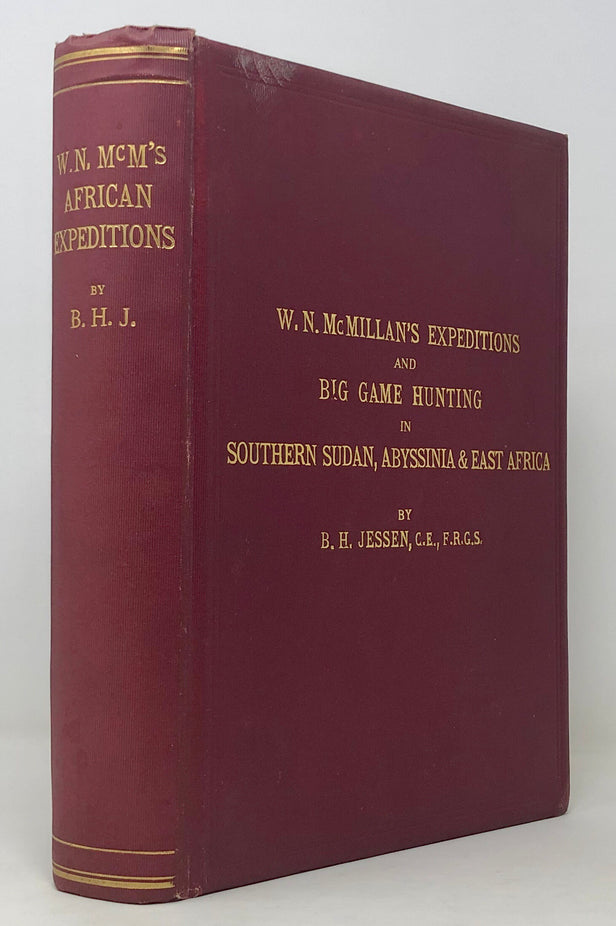 W. N. McM's
AFRICAN
EXPEDITIONS
BY
B. H. J.
W. N. McMILLAN'S EXPEDITIONS
AND
BIG GAME HUNTING
IN
SOUTHERN SUDAN, ABYSSINIA & EAST AFRICA
BY
B. H. JESSEN, C.E., F.R.G.S.